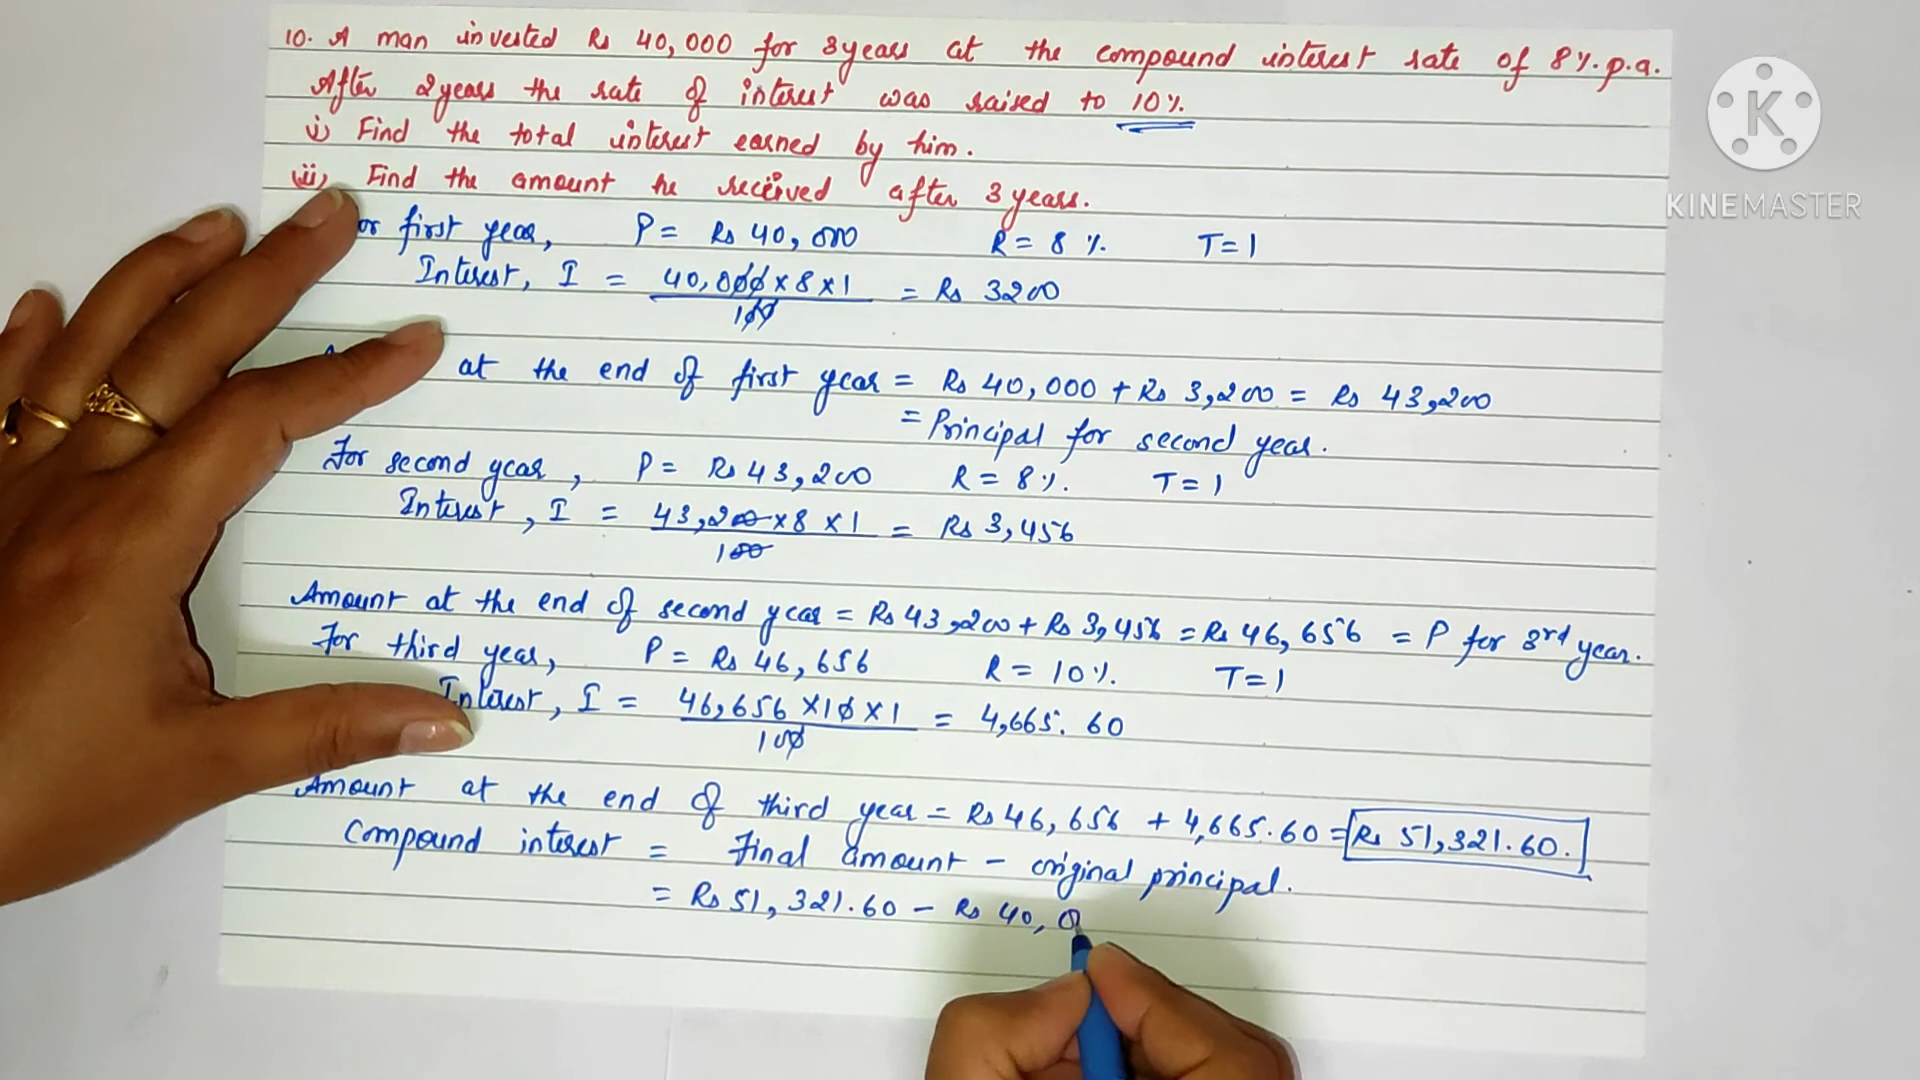 10. A man invested Rs 40,000 for 3years at the compound interest rate of 8%.p.a.
After 2years the rate of interest was raised to 10%.
i) Find the total interest earned by him.
ii) Find the amount he received after 3years.
or first year, P = Rs 40,000 R = 8 % T = 1
Interest, I = 40,000 × 8 × 1 / 100 = Rs 3200
at the end of first year = Rs 40,000 + Rs 3,200 = Rs 43,200
= Principal for second year.
For second year, P = Rs 43,200 R = 8%. T = 1
Interest, I = 43,200 × 8 × 1 / 100 = Rs 3,456
Amount at the end of second year = Rs 43,200 + Rs 3,456 = Rs 46,656 = P for 3rd year.
For third year, P = Rs 46,656 R = 10%. T = 1
Interest, I = 46,656 × 10 × 1 / 100 = 4,665.60
Amount at the end of third year = Rs 46,656 + 4,665.60 = Rs 51,321.60.
Compound interest = Final amount - original principal.
= Rs 51,321.60 - Rs 40,0
K
KINEMASTER